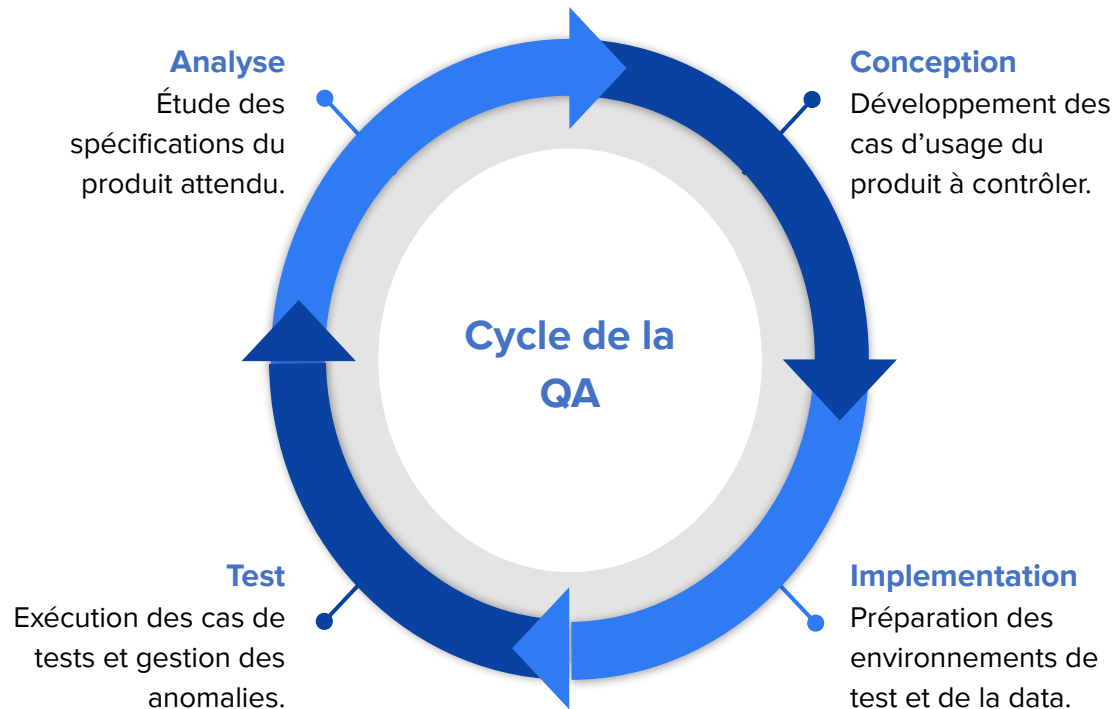 Analyse
Étude des
spécifications du
produit attendu.
Conception
Développement des
cas d'usage du
produit à contrôler.
Cycle de la
QA
Test
Exécution des cas de
tests et gestion des
anomalies.
Implementation
Préparation des
environnements de
test et de la data.